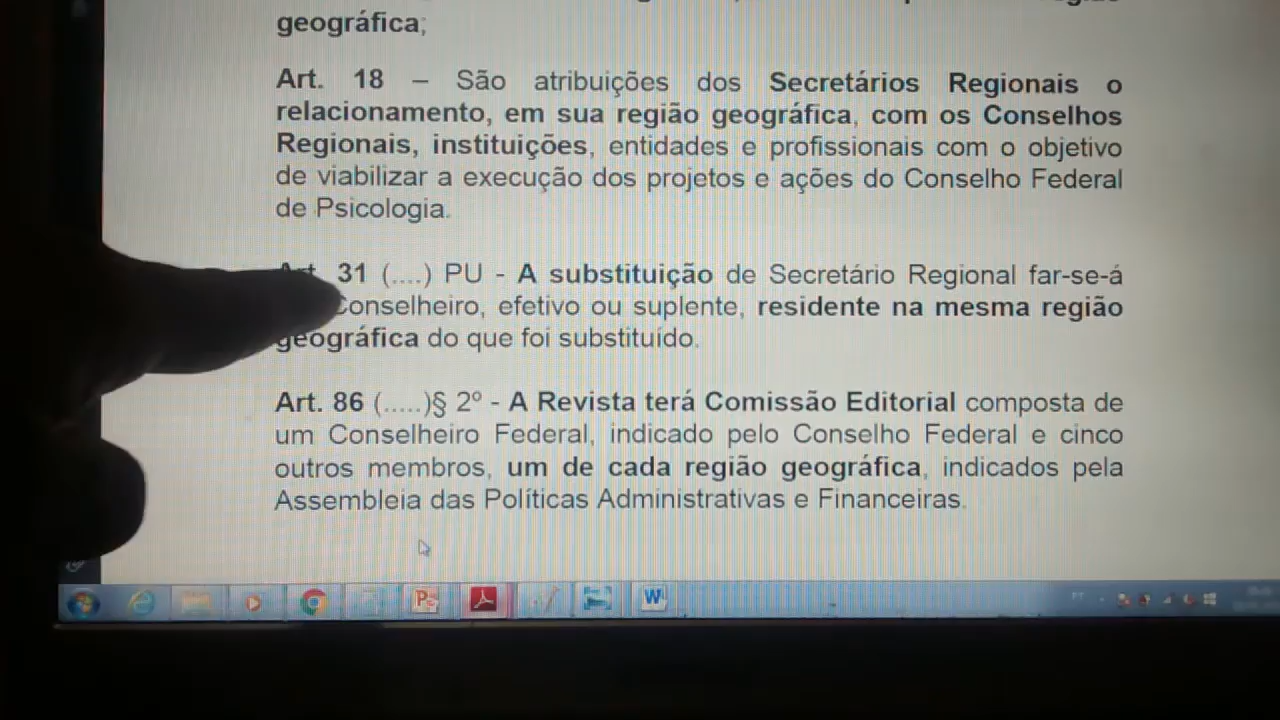 geográfica;
Art. 18 – São atribuições dos Secretários Regionais o
relacionamento, em sua região geográfica, com os Conselhos
Regionais, instituições, entidades e profissionais com o objetivo
de viabilizar a execução dos projetos e ações do Conselho Federal
de Psicologia.
Art. 31 (....) PU - A substituição de Secretário Regional far-se-á
Conselheiro, efetivo ou suplente, residente na mesma região
geográfica do que foi substituído.
Art. 86 (.....)§ 2º - A Revista terá Comissão Editorial composta de
um Conselheiro Federal, indicado pelo Conselho Federal e cinco
outros membros, um de cada região geográfica, indicados pela
Assembleia das Políticas Administrativas e Financeiras.